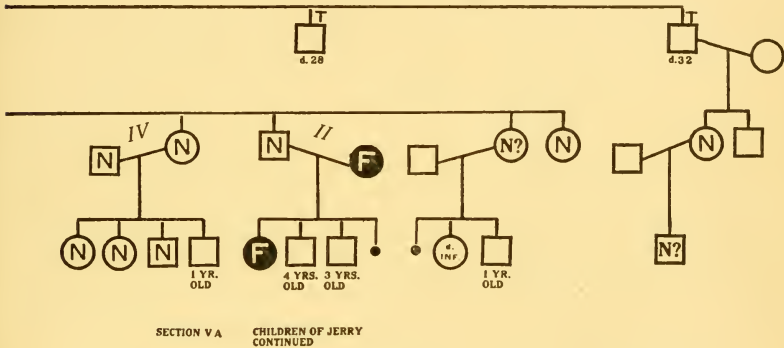 T T
d. 28 d. 32
IV II
N N N F N? N N
N N N F d. INF. N?
1 YR. OLD 4 YRS. OLD 3 YRS. OLD 1 YR. OLD
SECTION V A CHILDREN OF JERRY
CONTINUED